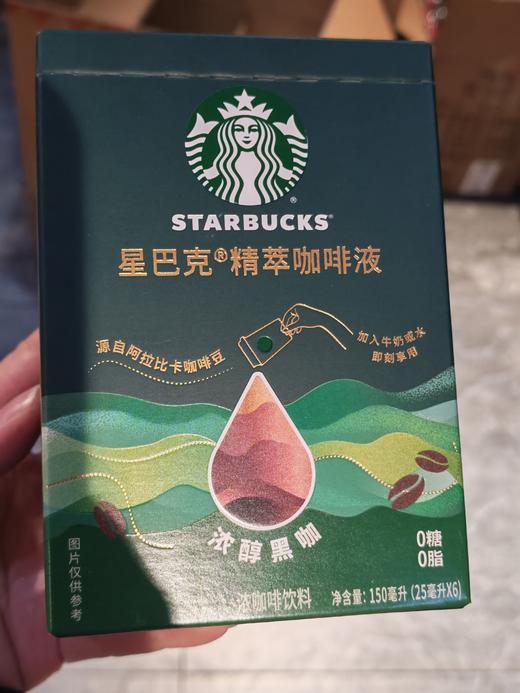 STARBUCKS®
星巴克®精萃咖啡液
源自阿拉比卡咖啡豆
加入牛奶或水
即刻享用
浓醇黑咖
0糖
0脂
图片仅供参考
浓咖啡饮料
净含量: 150毫升 (25毫升X6)